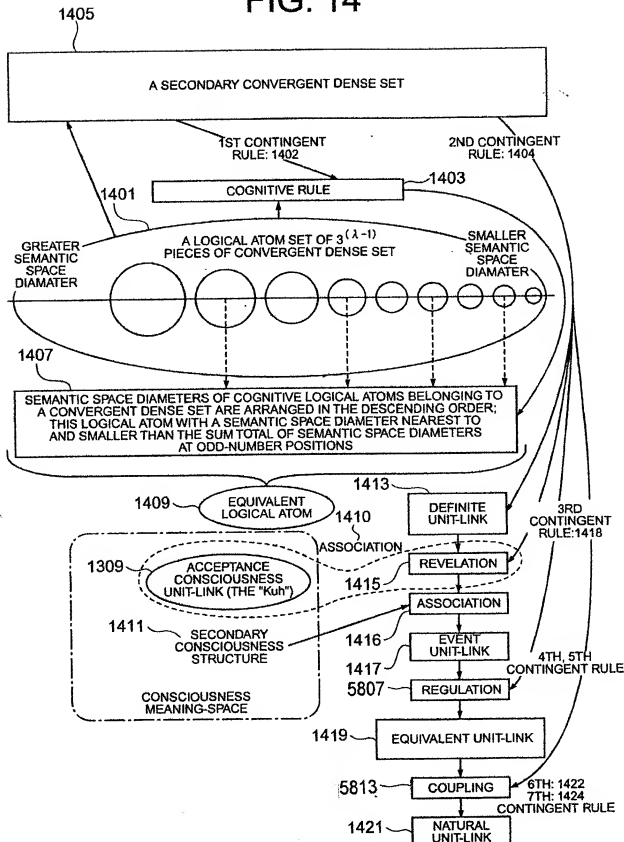 FIG. 14
1405
A SECONDARY CONVERGENT DENSE SET
1ST CONTINGENT
RULE: 1402
2ND CONTINGENT
RULE: 1404
1403
COGNITIVE RULE
1401
A LOGICAL ATOM SET OF 3(λ-1)
PIECES OF CONVERGENT DENSE SET
GREATER
SEMANTIC
SPACE
DIAMATER
SMALLER
SEMANTIC
SPACE
DIAMATER
1407
SEMANTIC SPACE DIAMETERS OF COGNITIVE LOGICAL ATOMS BELONGING TO
A CONVERGENT DENSE SET ARE ARRANGED IN THE DESCENDING ORDER;
THIS LOGICAL ATOM WITH A SEMANTIC SPACE DIAMETER NEAREST TO
AND SMALLER THAN THE SUM TOTAL OF SEMANTIC SPACE DIAMETERS
AT ODD-NUMBER POSITIONS
1409
EQUIVALENT
LOGICAL ATOM
1413
DEFINITE
UNIT-LINK
1410
ASSOCIATION
3RD
CONTINGENT
RULE:1418
1309
ACCEPTANCE
CONSCIOUSNESS
UNIT-LINK (THE "Kuh")
1415
REVELATION
1411
SECONDARY
CONSCIOUSNESS
STRUCTURE
1416
ASSOCIATION
1417
EVENT
UNIT-LINK
4TH, 5TH
CONTINGENT RULE
5807
REGULATION
CONSCIOUSNESS
MEANING-SPACE
1419
EQUIVALENT UNIT-LINK
5813
COUPLING
6TH: 1422
7TH: 1424
CONTINGENT RULE
1421
NATURAL
UNIT-LINK